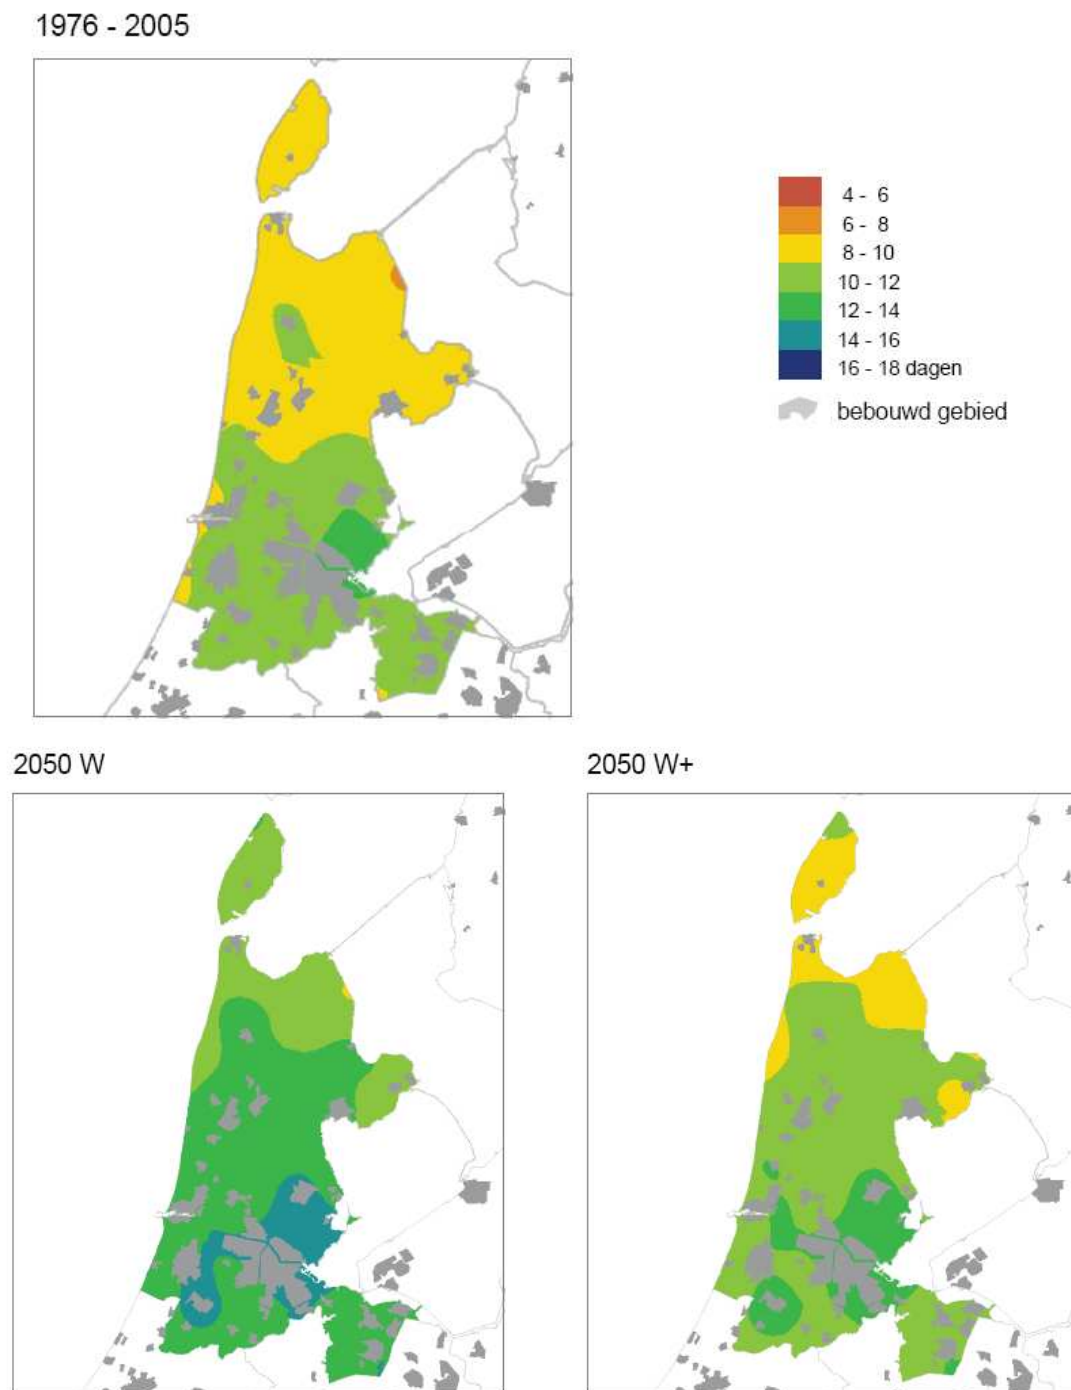 1976 - 2005
4 - 6
6 - 8
8 - 10
10 - 12
12 - 14
14 - 16
16 - 18 dagen
bebouwd gebied
2050 W
2050 W+